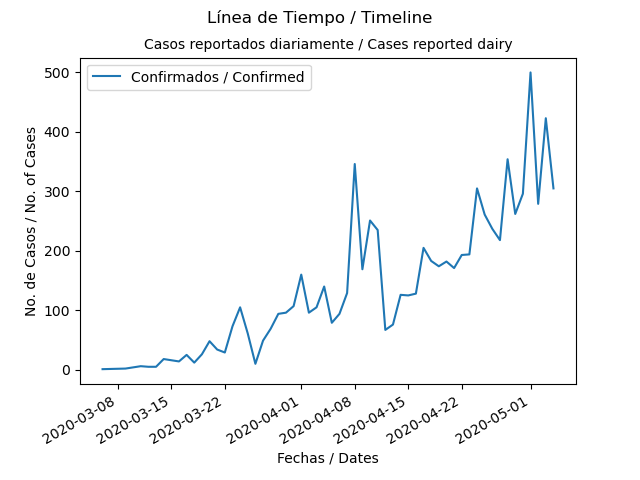 Línea de Tiempo / Timeline
Casos reportados diariamente / Cases reported dairy
Confirmados / Confirmed
No. de Casos / No. of Cases
500
400
300
200
100
0
2020-03-08
2020-03-15
2020-03-22
2020-04-01
2020-04-08
2020-04-15
2020-04-22
2020-05-01
Fechas / Dates